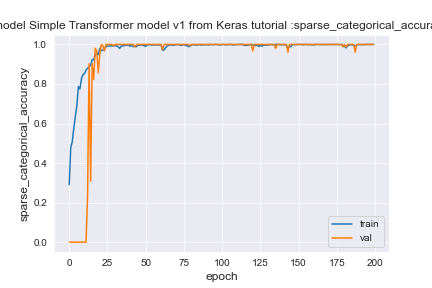 model Simple Transformer model v1 from Keras tutorial :sparse_categorical_accura
sparse_categorical_accuracy
1.0
0.8
0.6
0.4
0.2
0.0
train
val
0 25 50 75 100 125 150 175 200
epoch